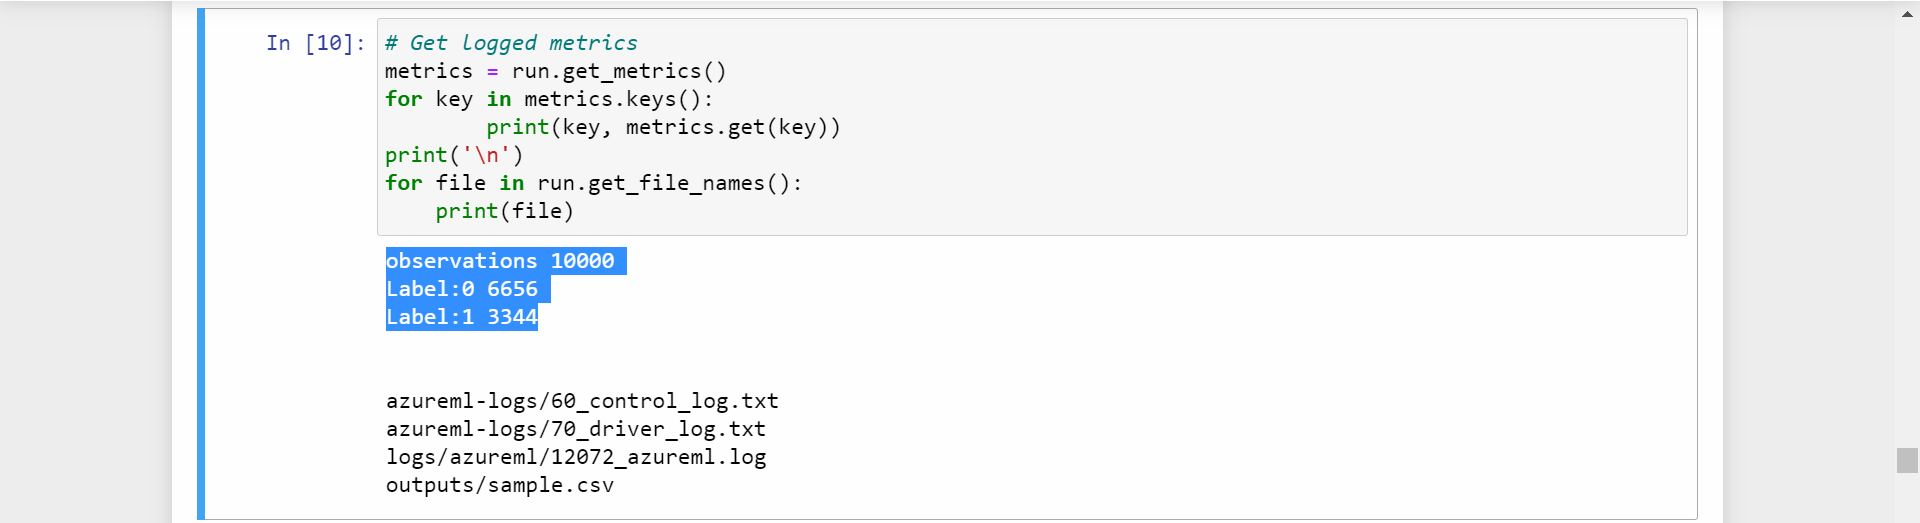 In [10]: # Get logged metrics
metrics = run.get_metrics()
for key in metrics.keys():
        print(key, metrics.get(key))
print('\n')
for file in run.get_file_names():
    print(file)
observations 10000
Label:0 6656
Label:1 3344
azureml-logs/60_control_log.txt
azureml-logs/70_driver_log.txt
logs/azureml/12072_azureml.log
outputs/sample.csv